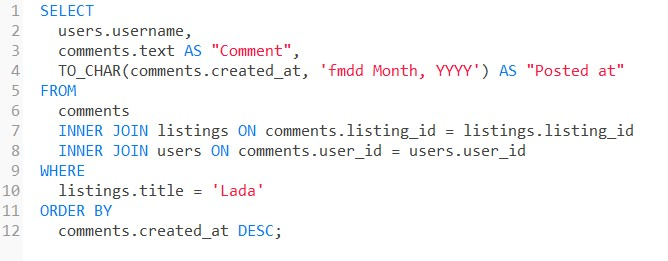 1 SELECT
2 users.username,
3 comments.text AS "Comment",
4 TO_CHAR(comments.created_at, 'fmdd Month, YYYY') AS "Posted at"
5 FROM
6 comments
7 INNER JOIN listings ON comments.listing_id = listings.listing_id
8 INNER JOIN users ON comments.user_id = users.user_id
9 WHERE
10 listings.title = 'Lada'
11 ORDER BY
12 comments.created_at DESC;